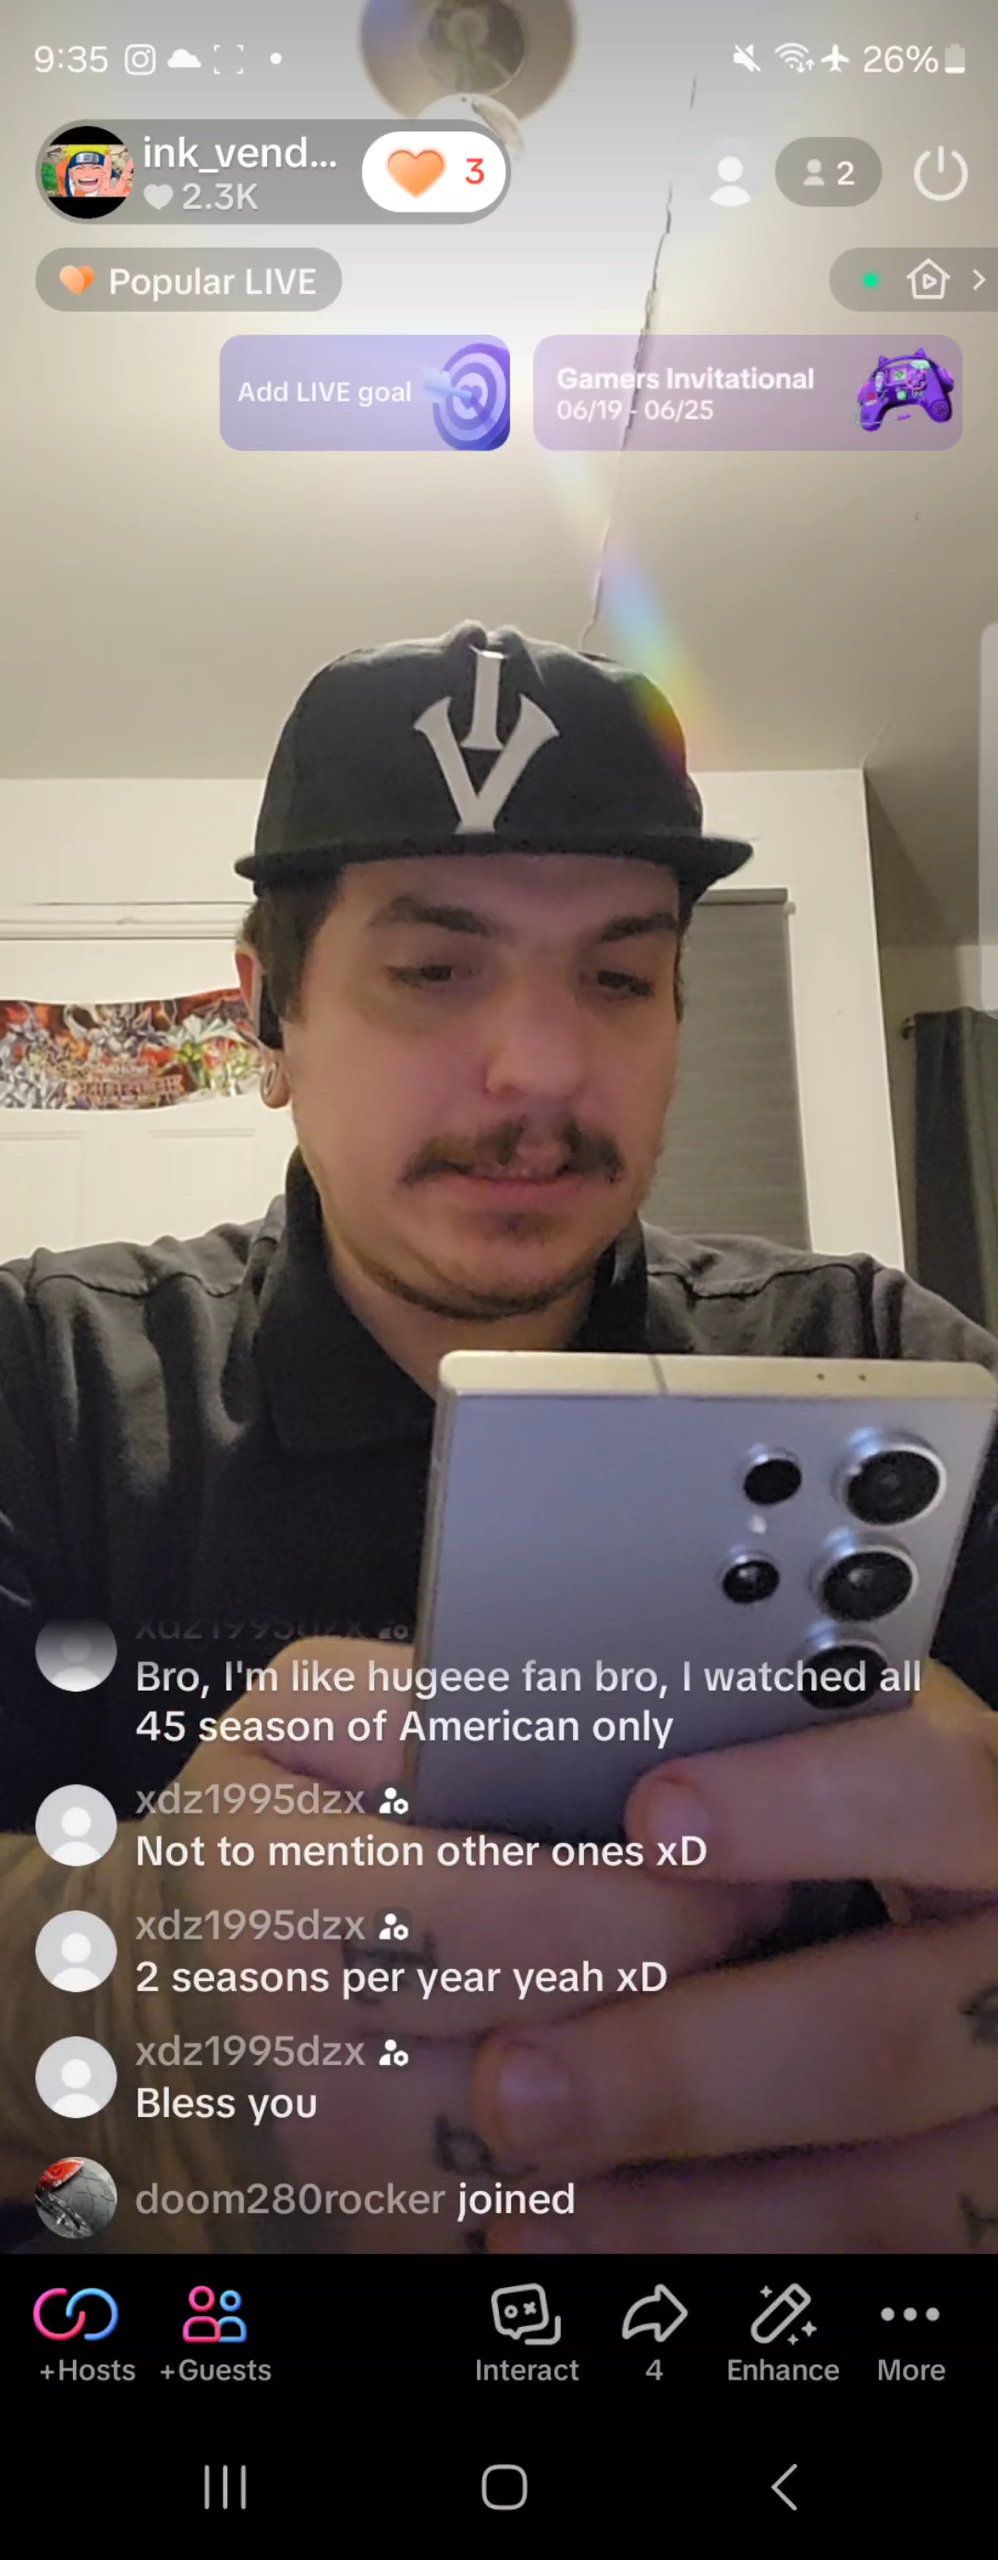 9:35
26%
ink_vend...
2.3K
3
2
Popular LIVE
Add LIVE goal
Gamers Invitational
06/19 - 06/25
IV
xdz1995dzx
Bro, I'm like hugeee fan bro, I watched all
45 season of American only
xdz1995dzx
Not to mention other ones xD
xdz1995dzx
2 seasons per year yeah xD
xdz1995dzx
Bless you
doom280rocker joined
+Hosts
+Guests
Interact
4
Enhance
More